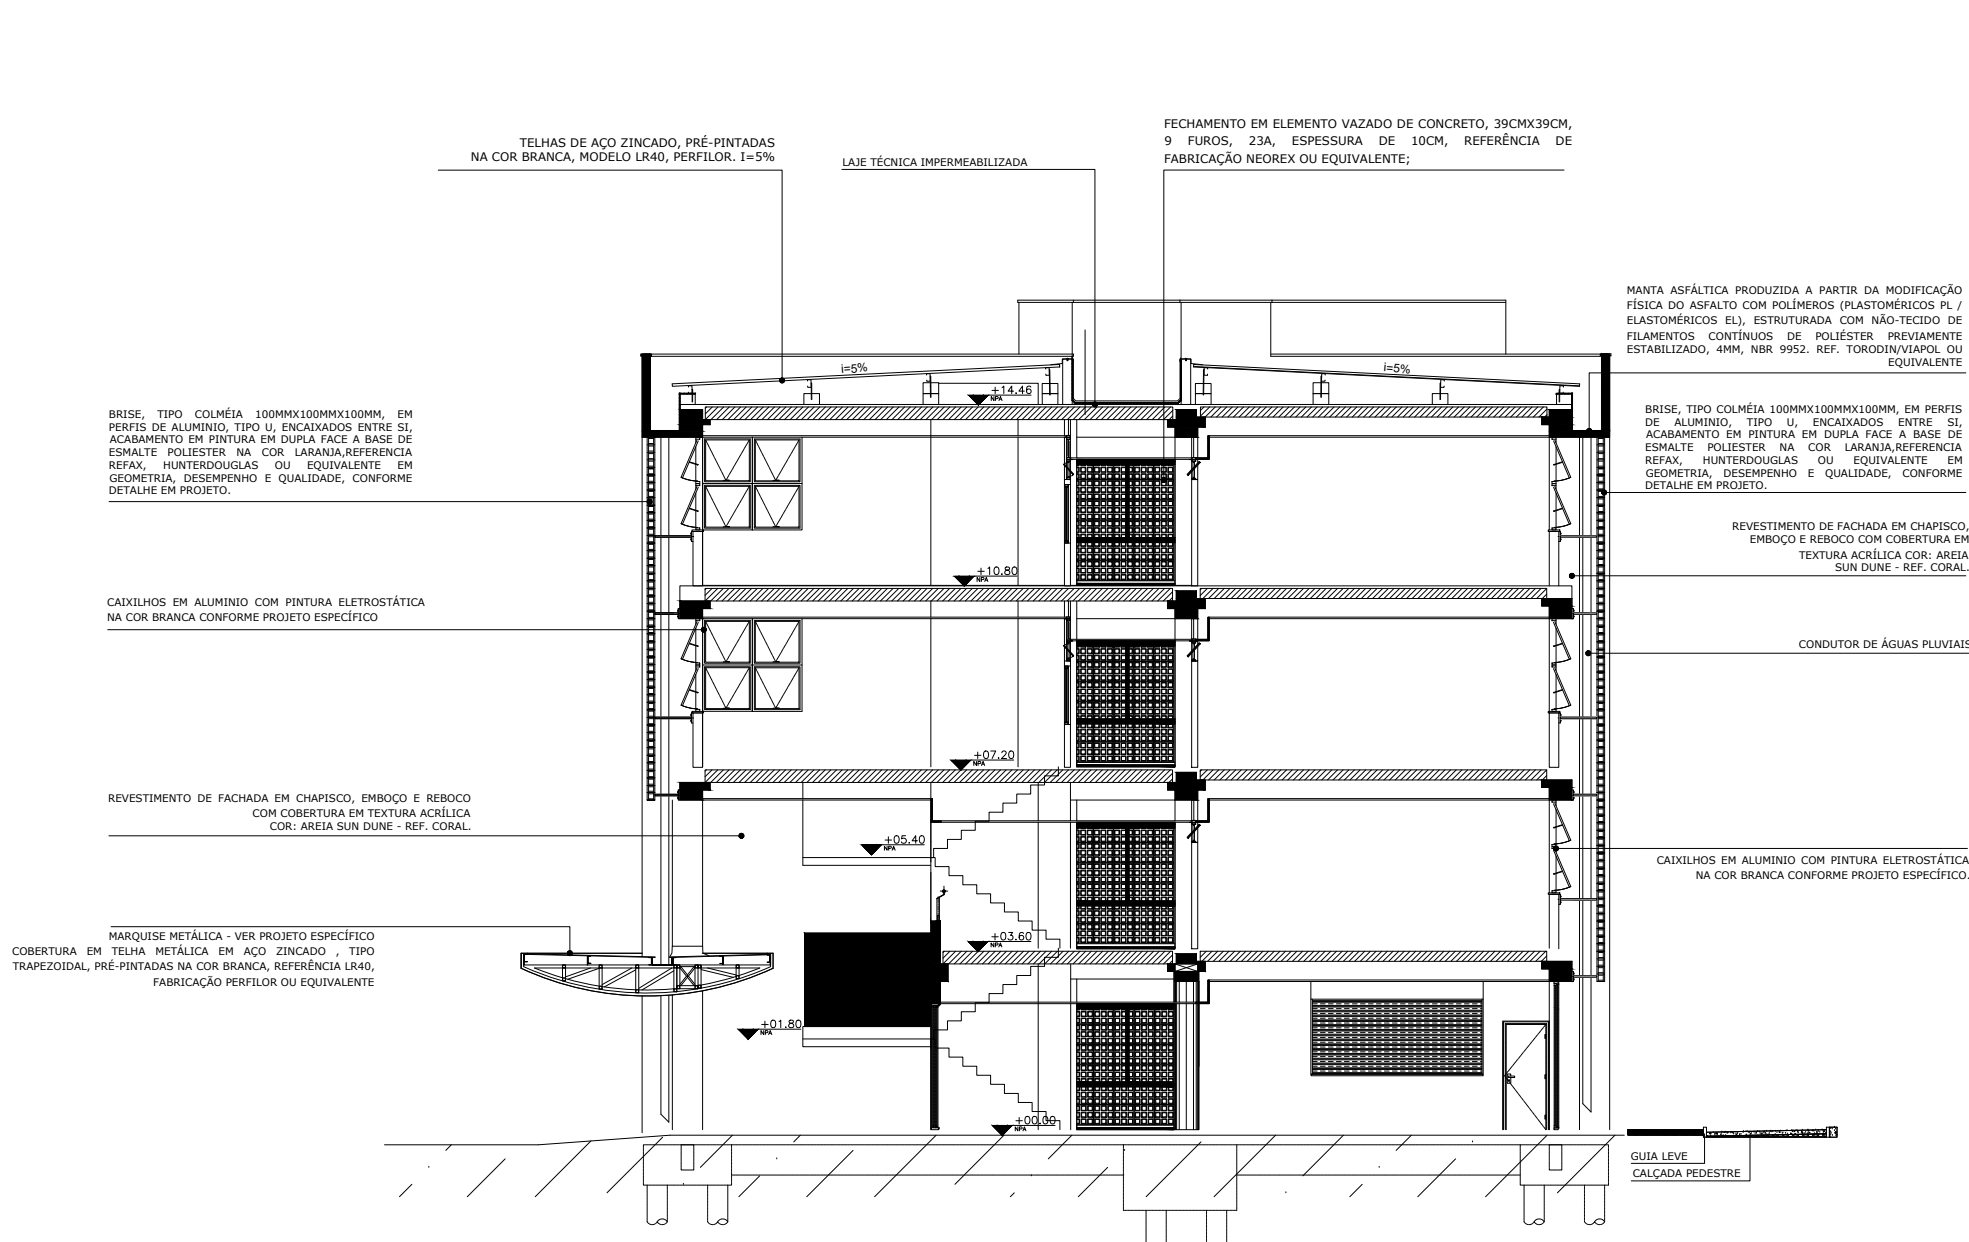 TELHAS DE AÇO ZINCADO, PRÉ-PINTADAS
NA COR BRANCA, MODELO LR40, PERFILOR. I=5%
LAJE TÉCNICA IMPERMEABILIZADA
FECHAMENTO EM ELEMENTO VAZADO DE CONCRETO, 39CMX39CM,
9 FUROS, 23A, ESPESSURA DE 10CM, REFERÊNCIA DE
FABRICAÇÃO NEOREX OU EQUIVALENTE;
MANTA ASFÁLTICA PRODUZIDA A PARTIR DA MODIFICAÇÃO
FÍSICA DO ASFALTO COM POLÍMEROS (PLASTOMÉRICOS PL /
ELASTOMÉRICOS EL), ESTRUTURADA COM NÃO-TECIDO DE
FILAMENTOS CONTÍNUOS DE POLIÉSTER PREVIAMENTE
ESTABILIZADO, 4MM, NBR 9952. REF. TORODIN/VIAPOL OU
EQUIVALENTE
i=5%
i=5%
+14.46
NPA
BRISE, TIPO COLMÉIA 100MMX100MMX100MM, EM
PERFIS DE ALUMINIO, TIPO U, ENCAIXADOS ENTRE SI,
ACABAMENTO EM PINTURA EM DUPLA FACE A BASE DE
ESMALTE POLIESTER NA COR LARANJA,REFERENCIA
REFAX, HUNTERDOUGLAS OU EQUIVALENTE EM
GEOMETRIA, DESEMPENHO E QUALIDADE, CONFORME
DETALHE EM PROJETO.
BRISE, TIPO COLMÉIA 100MMX100MMX100MM, EM PERFIS
DE ALUMINIO, TIPO U, ENCAIXADOS ENTRE SI,
ACABAMENTO EM PINTURA EM DUPLA FACE A BASE DE
ESMALTE POLIESTER NA COR LARANJA,REFERENCIA
REFAX, HUNTERDOUGLAS OU EQUIVALENTE EM
GEOMETRIA, DESEMPENHO E QUALIDADE, CONFORME
DETALHE EM PROJETO.
REVESTIMENTO DE FACHADA EM CHAPISCO,
EMBOÇO E REBOCO COM COBERTURA EM
TEXTURA ACRÍLICA COR: AREIA
SUN DUNE - REF. CORAL.
+10.80
NPA
CAIXILHOS EM ALUMINIO COM PINTURA ELETROSTÁTICA
NA COR BRANCA CONFORME PROJETO ESPECÍFICO
CONDUTOR DE ÁGUAS PLUVIAIS
+07.20
NPA
REVESTIMENTO DE FACHADA EM CHAPISCO, EMBOÇO E REBOCO
COM COBERTURA EM TEXTURA ACRÍLICA
COR: AREIA SUN DUNE - REF. CORAL.
+05.40
NPA
CAIXILHOS EM ALUMINIO COM PINTURA ELETROSTÁTICA
NA COR BRANCA CONFORME PROJETO ESPECÍFICO.
MARQUISE METÁLICA - VER PROJETO ESPECÍFICO
COBERTURA EM TELHA METÁLICA EM AÇO ZINCADO , TIPO
TRAPEZOIDAL, PRÉ-PINTADAS NA COR BRANCA, REFERÊNCIA LR40,
FABRICAÇÃO PERFILOR OU EQUIVALENTE
+03.60
NPA
+01.80
NPA
+00.00
NPA
GUIA LEVE
CALÇADA PEDESTRE